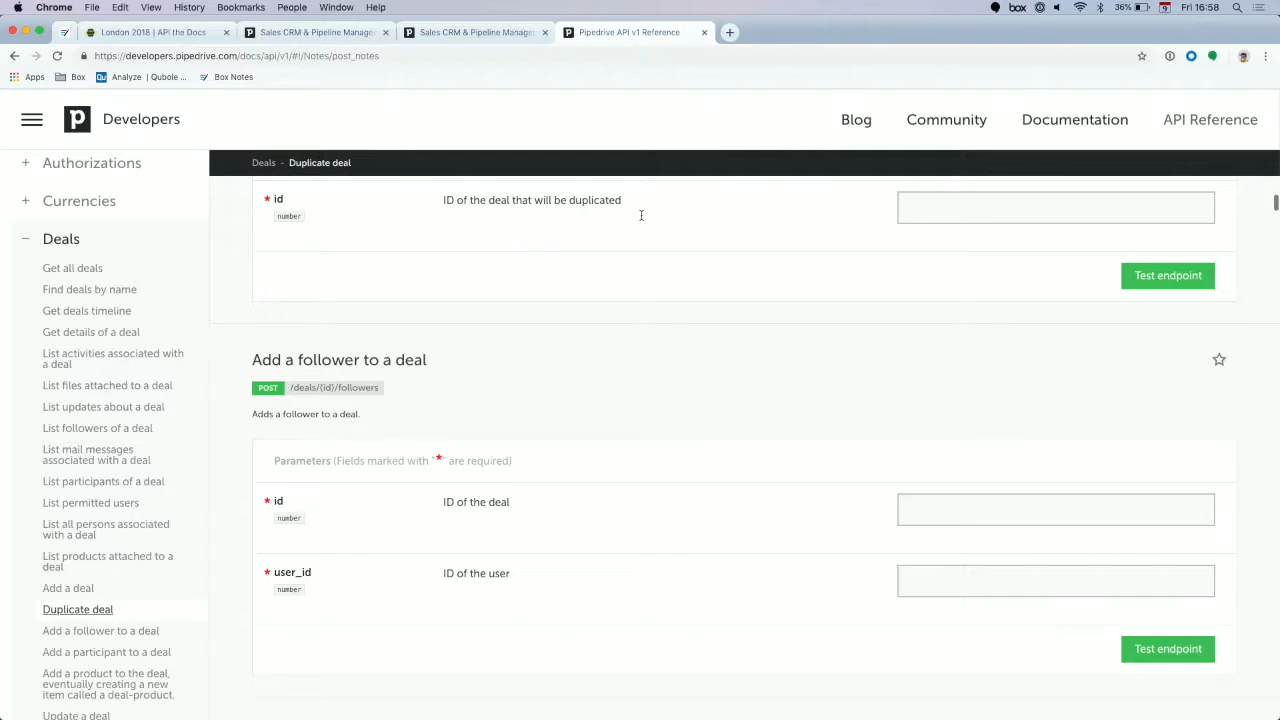 Chrome File Edit View History Bookmarks People Window Help
box 36% Fri 16:58
London 2018 | API the Docs
Sales CRM & Pipeline Manage
Sales CRM & Pipeline Manage
Pipedrive API v1 Reference
https://developers.pipedrive.com/docs/api/v1/#!/Notes/post_notes
Apps Box Analyze | Qubole ... Box Notes
p Developers
Blog Community Documentation API Reference
+ Authorizations
+ Currencies
– Deals
Get all deals
Find deals by name
Get deals timeline
Get details of a deal
List activities associated with
a deal
List files attached to a deal
List updates about a deal
List followers of a deal
List mail messages
associated with a deal
List participants of a deal
List permitted users
List all persons associated
with a deal
List products attached to a
deal
Add a deal
Duplicate deal
Add a follower to a deal
Add a participant to a deal
Add a product to the deal,
eventually creating a new
item called a deal-product.
Update a deal
Deals - Duplicate deal
* id ID of the deal that will be duplicated
number
Test endpoint
Add a follower to a deal
POST /deals/{id}/followers
Adds a follower to a deal.
Parameters (Fields marked with "*" are required)
* id ID of the deal
number
* user_id ID of the user
number
Test endpoint